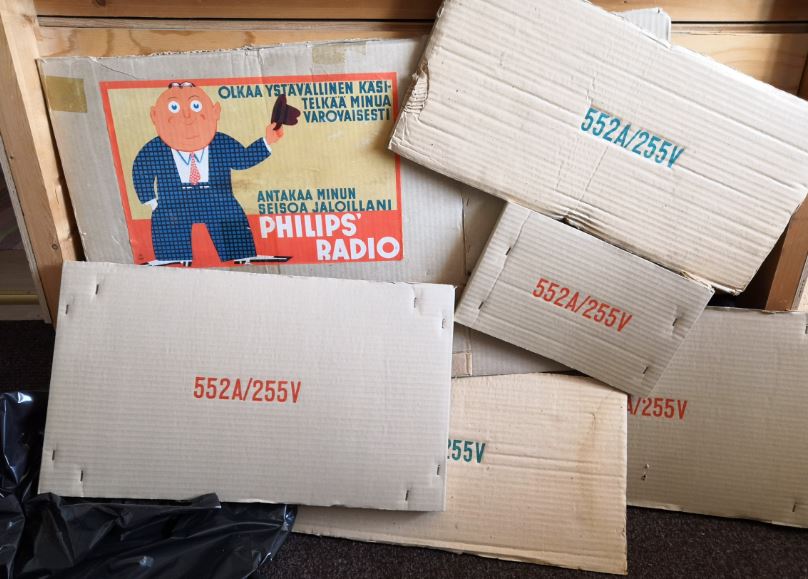 OLKAA YSTÄVÄLLINEN KÄSI-
TELKÄÄ MINUA
VAROVAISESTI
ANTAKAA MINUN
SEISOA JALOILLANI
PHILIPS'
RADIO
552A/255V
552A/255V
552A/255V
A/255V
255V